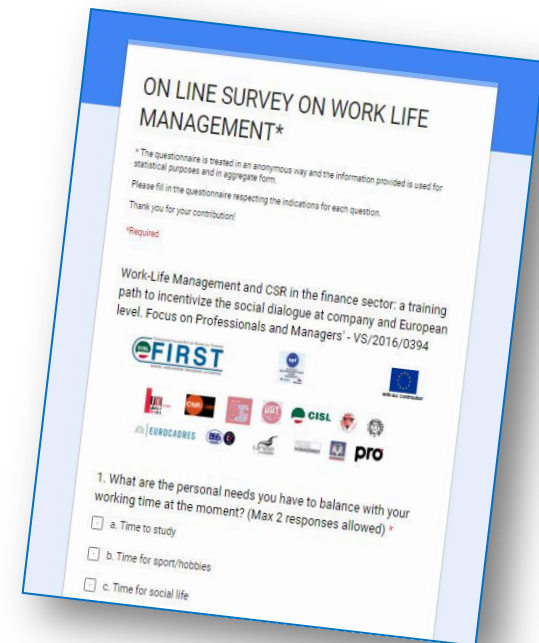 ON LINE SURVEY ON WORK LIFE
MANAGEMENT*
* The questionnaire is treated in an anonymous way and the information provided is used for
statistical purposes and in aggregate form.
Please fill in the questionnaire respecting the indications for each question.
Thank you for your contribution!
*Required
Work-Life Management and CSR in the finance sector: a training
path to incentivize the social dialogue at company and European
level. Focus on Professionals and Managers' - VS/2016/0394
CISL FIRST
CISL
EUROCADRES
pro
1. What are the personal needs you have to balance with your
working time at the moment? (Max 2 responses allowed) *
a. Time to study
b. Time for sport/hobbies
c. Time for social life